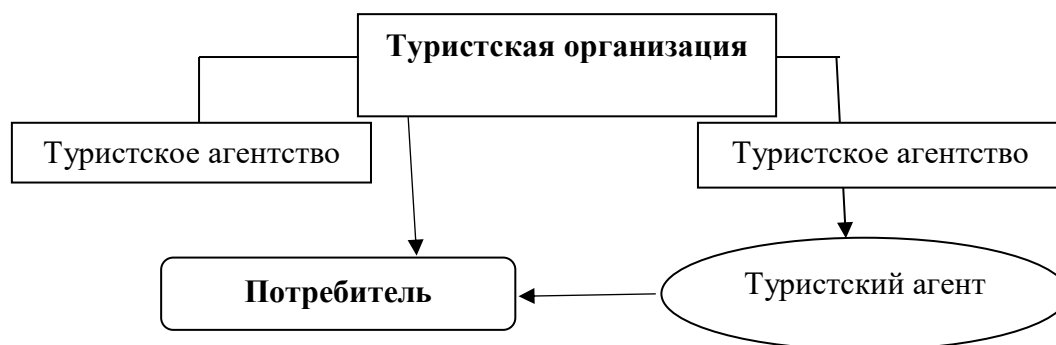 Туристская организация
Туристское агентство
Туристское агентство
Потребитель
Туристский агент